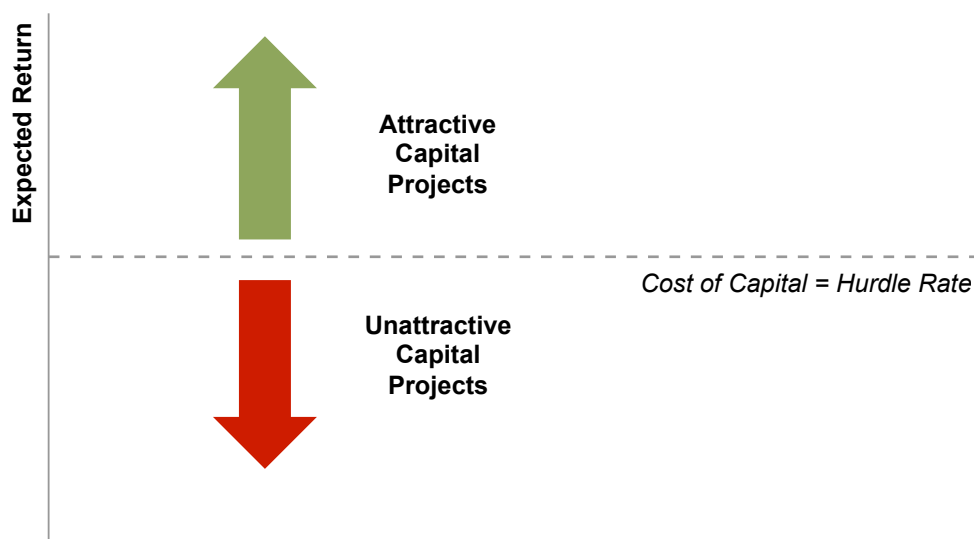 Expected Return
Attractive
Capital
Projects
Cost of Capital = Hurdle Rate
Unattractive
Capital
Projects